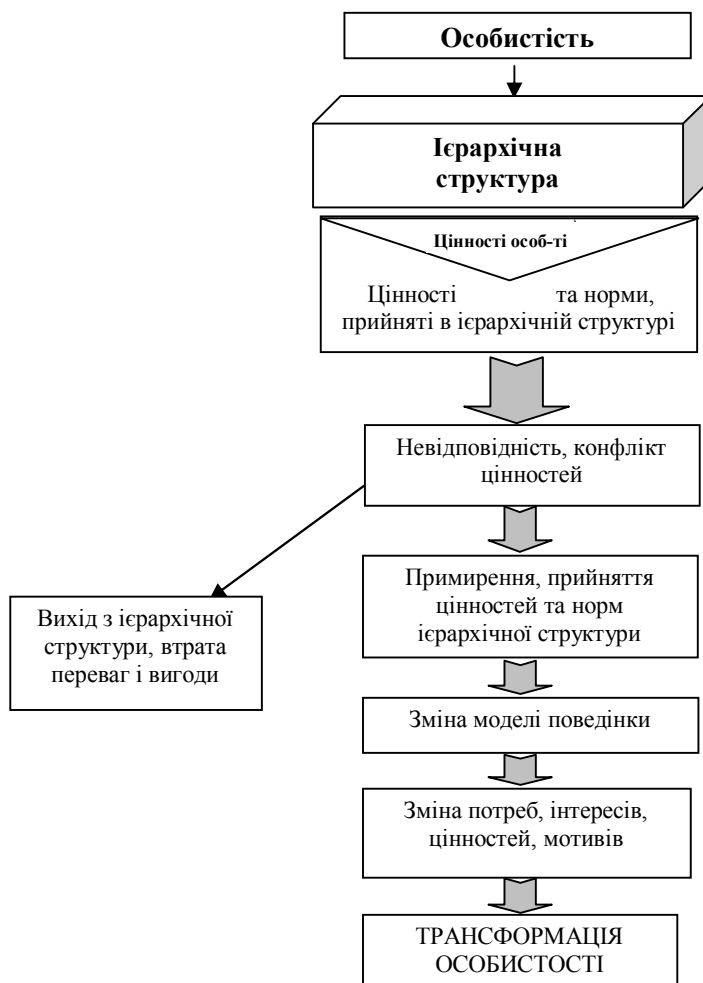 Особистість
Ієрархічна
структура
Цінності особ-ті
Цінності та норми,
прийняті в ієрархічній структурі
Невідповідність, конфлікт
цінностей
Примирення, прийняття
цінностей та норм
ієрархічної структури
Вихід з ієрархічної
структури, втрата
переваг і вигоди
Зміна моделі поведінки
Зміна потреб, інтересів,
цінностей, мотивів
ТРАНСФОРМАЦІЯ
ОСОБИСТОСТІ